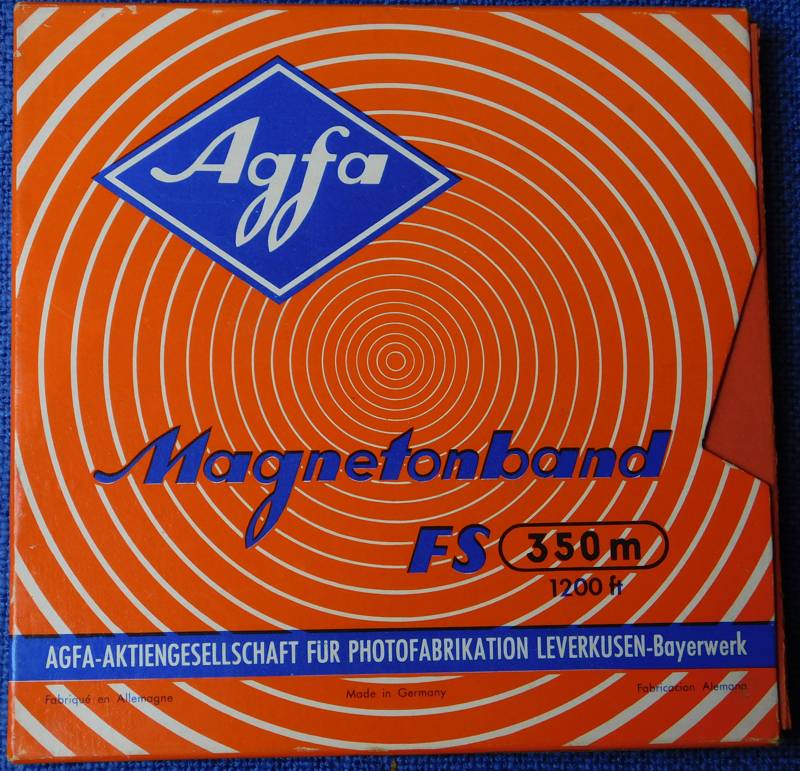 Agfa
Magnetonband
FS 350 m
1200 ft
AGFA-AKTIENGESELLSCHAFT FÜR PHOTOFABRIKATION LEVERKUSEN-Bayerwerk
Fabriqué en Allemagne Made in Germany Fabricacion Alemana